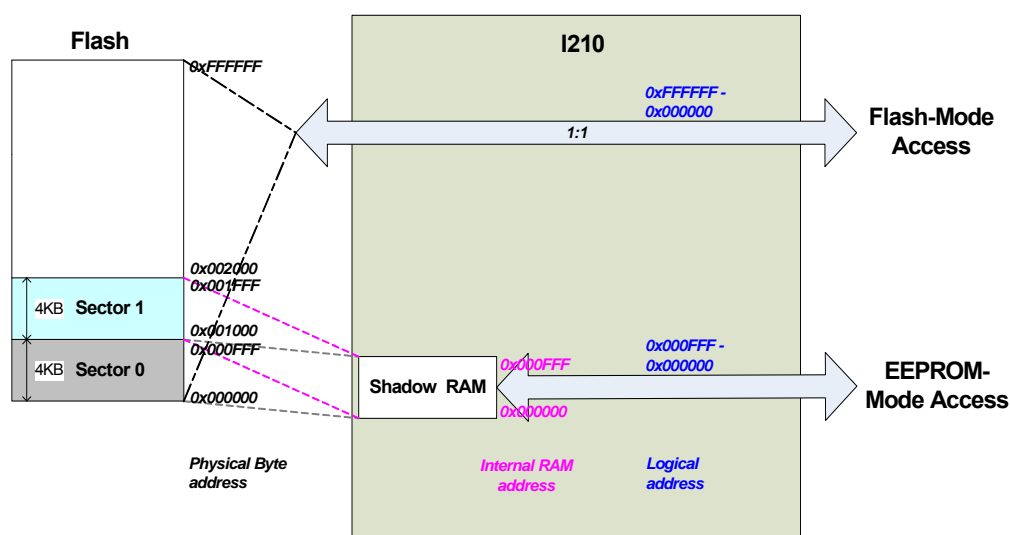 Flash
I210
0xFFFFFF
0xFFFFFF -
0x000000
1:1
Flash-Mode
Access
0x002000
0x001FFF
4KB
Sector 1
0x001000
0x000FFF
4KB
Sector 0
0x000000
Shadow RAM
0x000FFF
0x000000
0x000FFF -
0x000000
EEPROM-
Mode Access
Physical Byte
address
Internal RAM
address
Logical
address